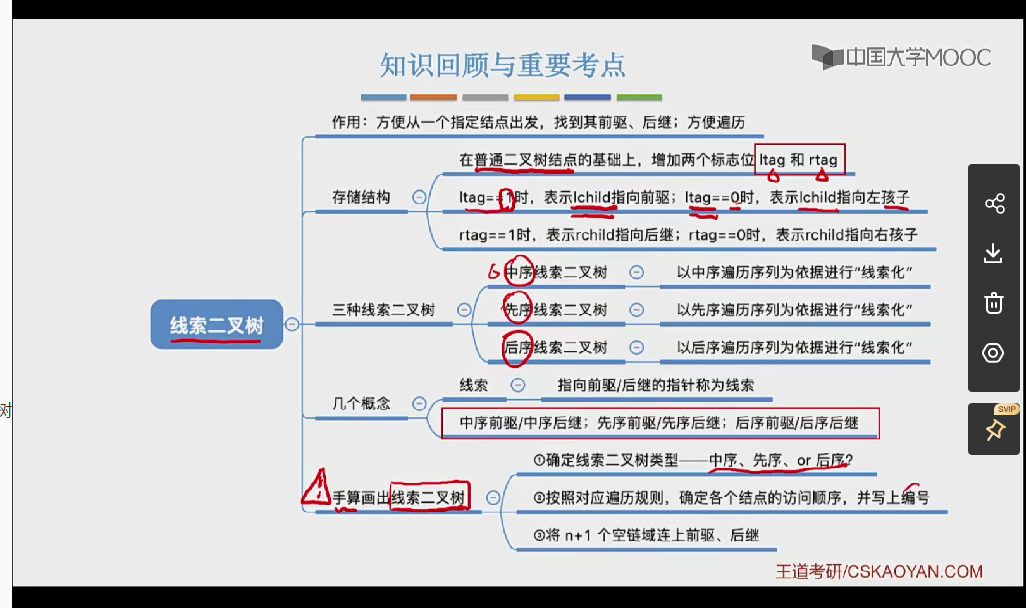 知识回顾与重要考点
中国大学MOOC
作用：方便从一个指定结点出发，找到其前驱、后继；方便遍历
在普通二叉树结点的基础上，增加两个标志位 ltag 和 rtag
存储结构
ltag==1时，表示lchild指向前驱；ltag==0时，表示lchild指向左孩子
rtag==1时，表示rchild指向后继；rtag==0时，表示rchild指向右孩子
中序线索二叉树
以中序遍历序列为依据进行“线索化”
三种线索二叉树
先序线索二叉树
以先序遍历序列为依据进行“线索化”
线索二叉树
后序线索二叉树
以后序遍历序列为依据进行“线索化”
线索
指向前驱/后继的指针称为线索
几个概念
中序前驱/中序后继；先序前驱/先序后继；后序前驱/后序后继
①确定线索二叉树类型——中序、先序、or 后序？
手算画出线索二叉树
②按照对应遍历规则，确定各个结点的访问顺序，并写上编号
③将 n+1 个空链域连上前驱、后继
王道考研/CSKAOYAN.COM
SVIP
对